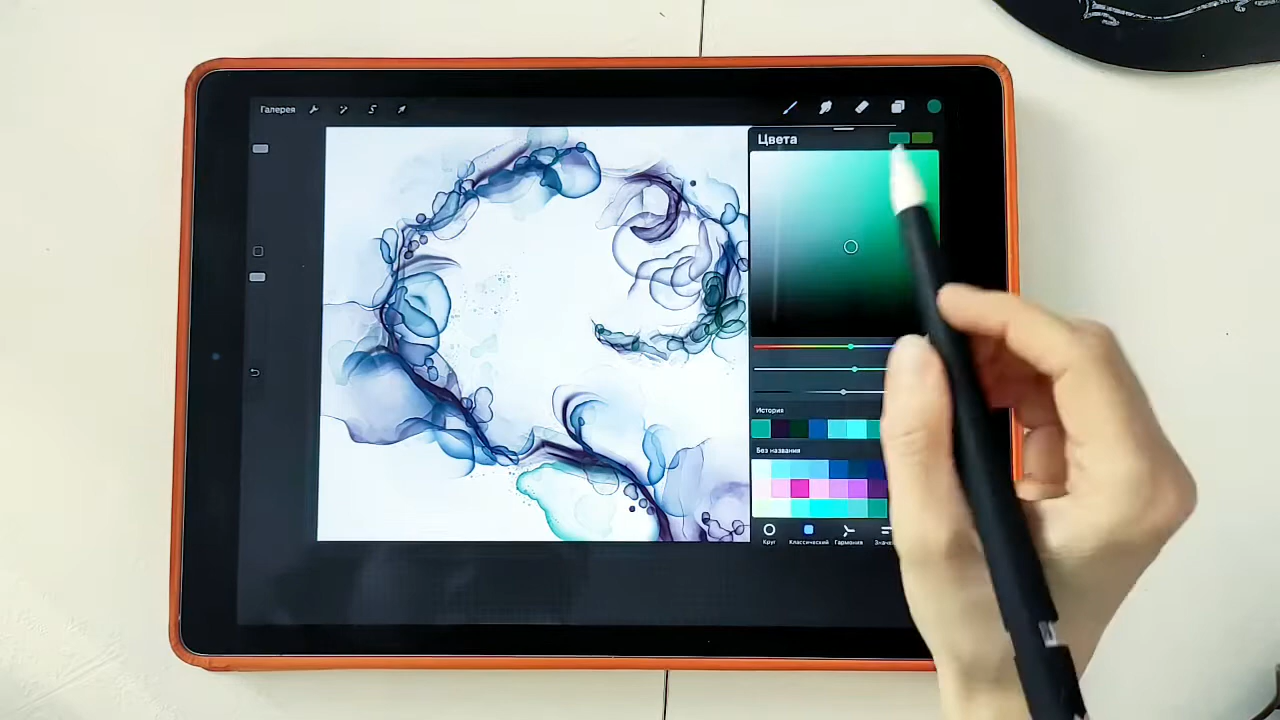 Галерея
Цвета
История
Без названия
Круг
Классический
Гармония